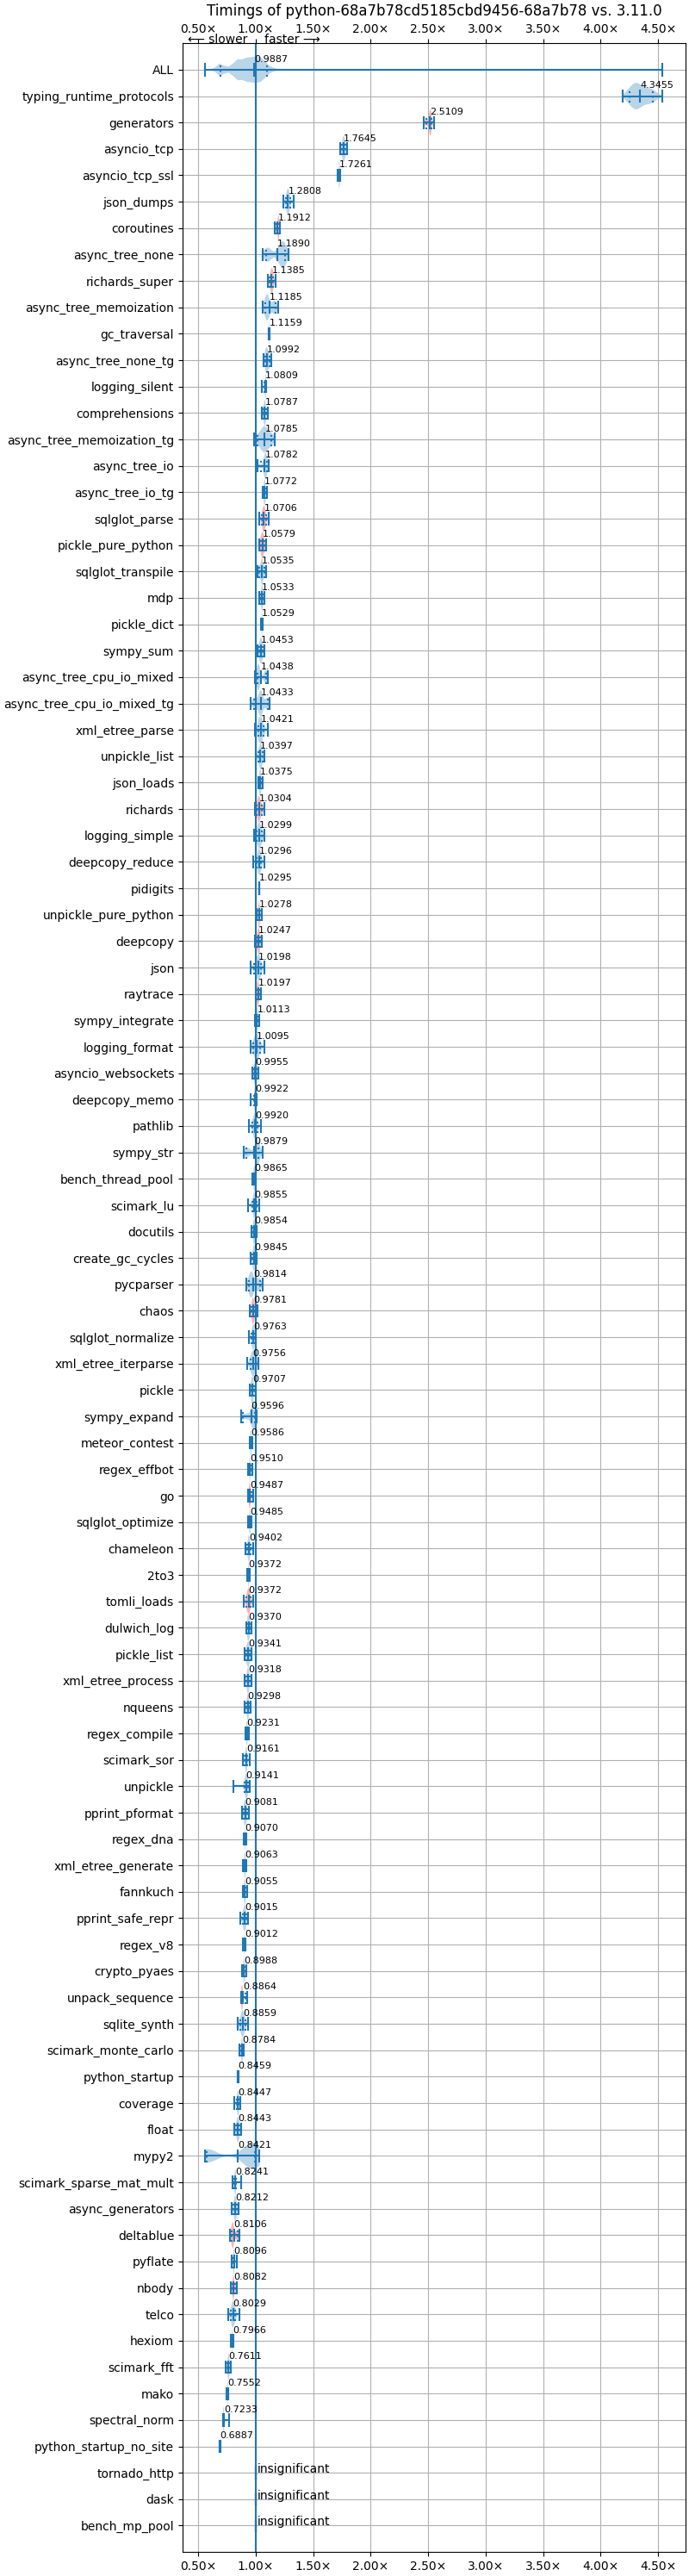 Timings of python-68a7b78cd5185cbd9456-68a7b78 vs. 3.11.0
0.50× 1.00× 1.50× 2.00× 2.50× 3.00× 3.50× 4.00× 4.50×
⟵ slower faster ⟶
ALL 0.9887
typing_runtime_protocols 4.3455
generators 2.5109
asyncio_tcp 1.7645
asyncio_tcp_ssl 1.7261
json_dumps 1.2808
coroutines 1.1912
async_tree_none 1.1890
richards_super 1.1385
async_tree_memoization 1.1185
gc_traversal 1.1159
async_tree_none_tg 1.0992
logging_silent 1.0809
comprehensions 1.0787
async_tree_memoization_tg 1.0785
async_tree_io 1.0782
async_tree_io_tg 1.0772
sqlglot_parse 1.0706
pickle_pure_python 1.0579
sqlglot_transpile 1.0535
mdp 1.0533
pickle_dict 1.0529
sympy_sum 1.0453
async_tree_cpu_io_mixed 1.0438
async_tree_cpu_io_mixed_tg 1.0433
xml_etree_parse 1.0421
unpickle_list 1.0397
json_loads 1.0375
richards 1.0304
logging_simple 1.0299
deepcopy_reduce 1.0296
pidigits 1.0295
unpickle_pure_python 1.0278
deepcopy 1.0247
json 1.0198
raytrace 1.0197
sympy_integrate 1.0113
logging_format 1.0095
asyncio_websockets 0.9955
deepcopy_memo 0.9922
pathlib 0.9920
sympy_str 0.9879
bench_thread_pool 0.9865
scimark_lu 0.9855
docutils 0.9854
create_gc_cycles 0.9845
pycparser 0.9814
chaos 0.9781
sqlglot_normalize 0.9763
xml_etree_iterparse 0.9756
pickle 0.9707
sympy_expand 0.9596
meteor_contest 0.9586
regex_effbot 0.9510
go 0.9487
sqlglot_optimize 0.9485
chameleon 0.9402
2to3 0.9372
tomli_loads 0.9372
dulwich_log 0.9370
pickle_list 0.9341
xml_etree_process 0.9318
nqueens 0.9298
regex_compile 0.9231
scimark_sor 0.9161
unpickle 0.9141
pprint_pformat 0.9081
regex_dna 0.9070
xml_etree_generate 0.9063
fannkuch 0.9055
pprint_safe_repr 0.9015
regex_v8 0.9012
crypto_pyaes 0.8988
unpack_sequence 0.8864
sqlite_synth 0.8859
scimark_monte_carlo 0.8784
python_startup 0.8459
coverage 0.8447
float 0.8443
mypy2 0.8421
scimark_sparse_mat_mult 0.8241
async_generators 0.8212
deltablue 0.8106
pyflate 0.8096
nbody 0.8082
telco 0.8029
hexiom 0.7966
scimark_fft 0.7611
mako 0.7552
spectral_norm 0.7233
python_startup_no_site 0.6887
tornado_http insignificant
dask insignificant
bench_mp_pool insignificant
0.50× 1.00× 1.50× 2.00× 2.50× 3.00× 3.50× 4.00× 4.50×